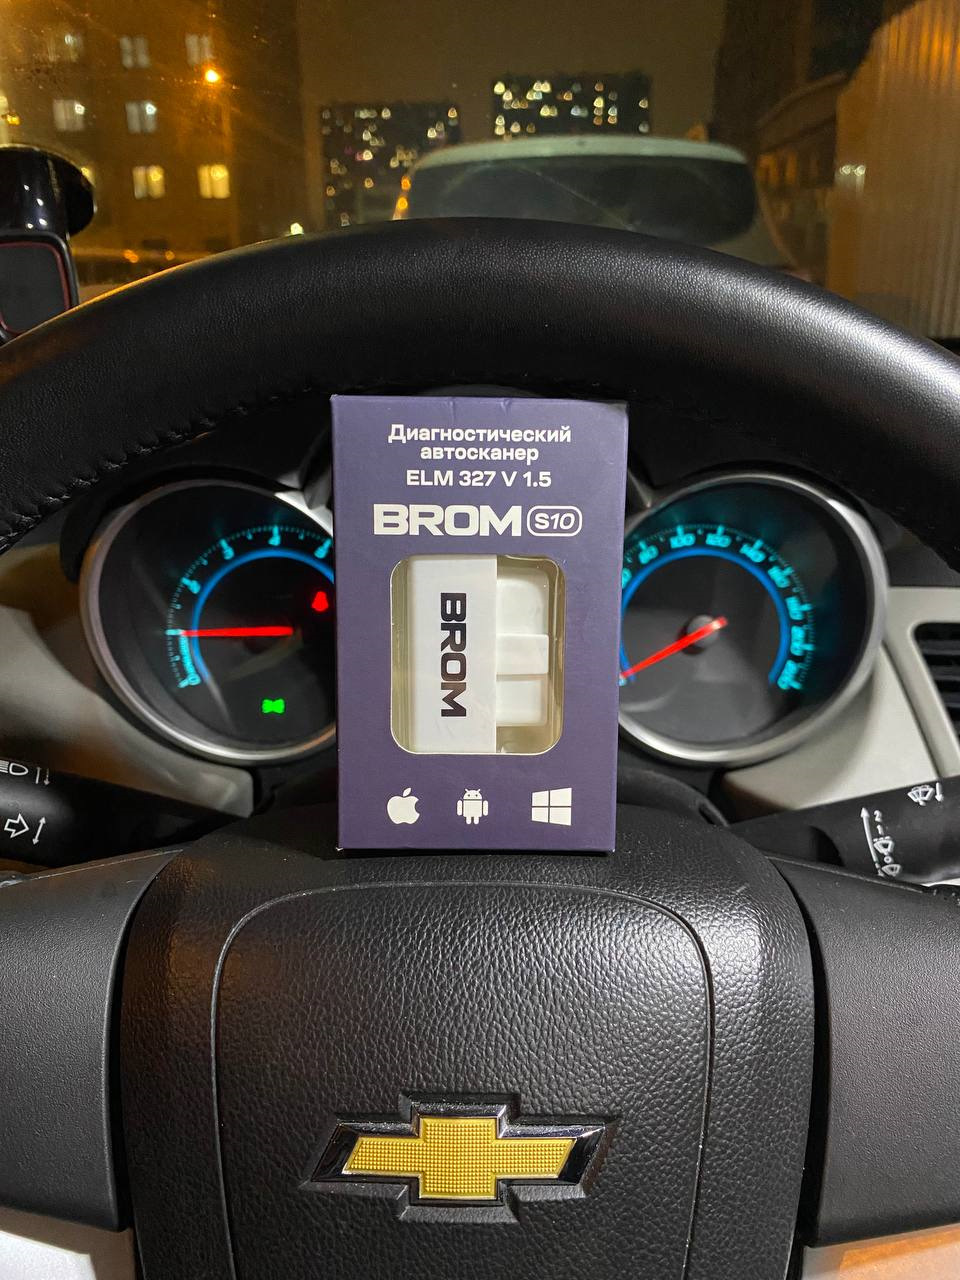 Диагностический
автосканер
ELM 327 V 1.5
BROM S10
BROM